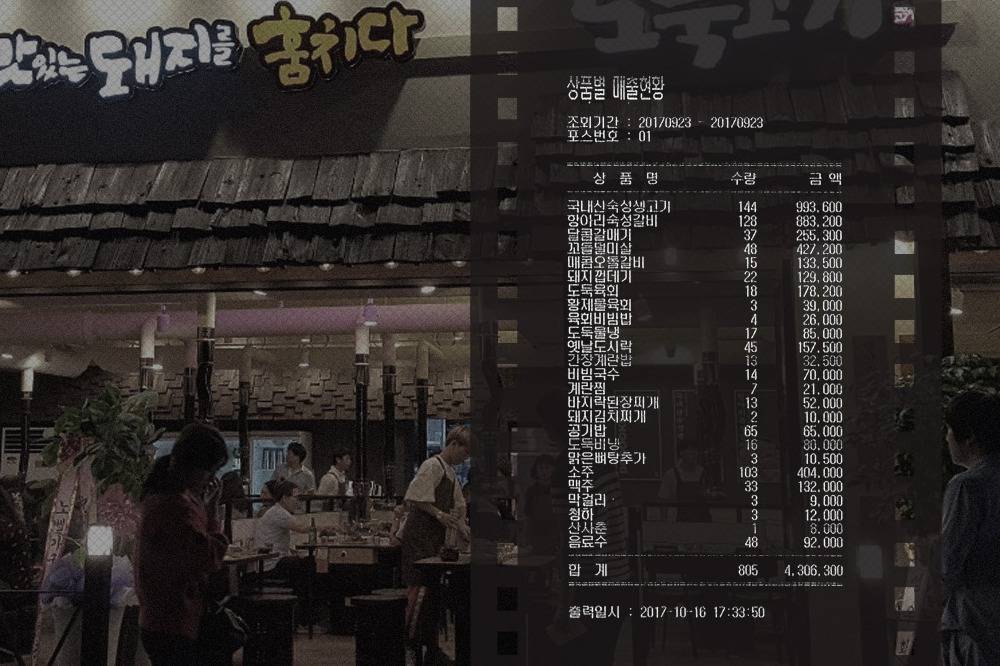 맛있는 돼지를 훔치다
도둑고기
상품별 매출현황
조회기간 : 20170923 - 20170923
포스번호 : 01
상 품 명 수량 금 액
국내산숙성생고기 144 993,600
항아리숙성갈비 128 883,200
달콤갈매기 37 255,300
꼬들덜미살 48 427,200
매콤오돌갈비 15 133,500
돼지껍데기 22 129,800
도둑육회 18 178,200
황제물육회 3 39,000
육회비빔밥 4 26,000
도둑물냉 17 85,000
옛날도시락 45 157,500
간장계란밥 13 32,500
비빔국수 14 70,000
계란찜 7 21,000
바지락된장찌개 13 52,000
돼지김치찌개 2 10,000
공기밥 65 65,000
도둑비냉 16 80,000
맑은뼈탕추가 3 10,500
소주 103 404,000
맥주 33 132,000
막걸리 3 9,000
청하 3 12,000
산사춘 1 8,000
음료수 48 92,000
합 계 805 4,306,300
출력일시 : 2017-10-16 17:33:50